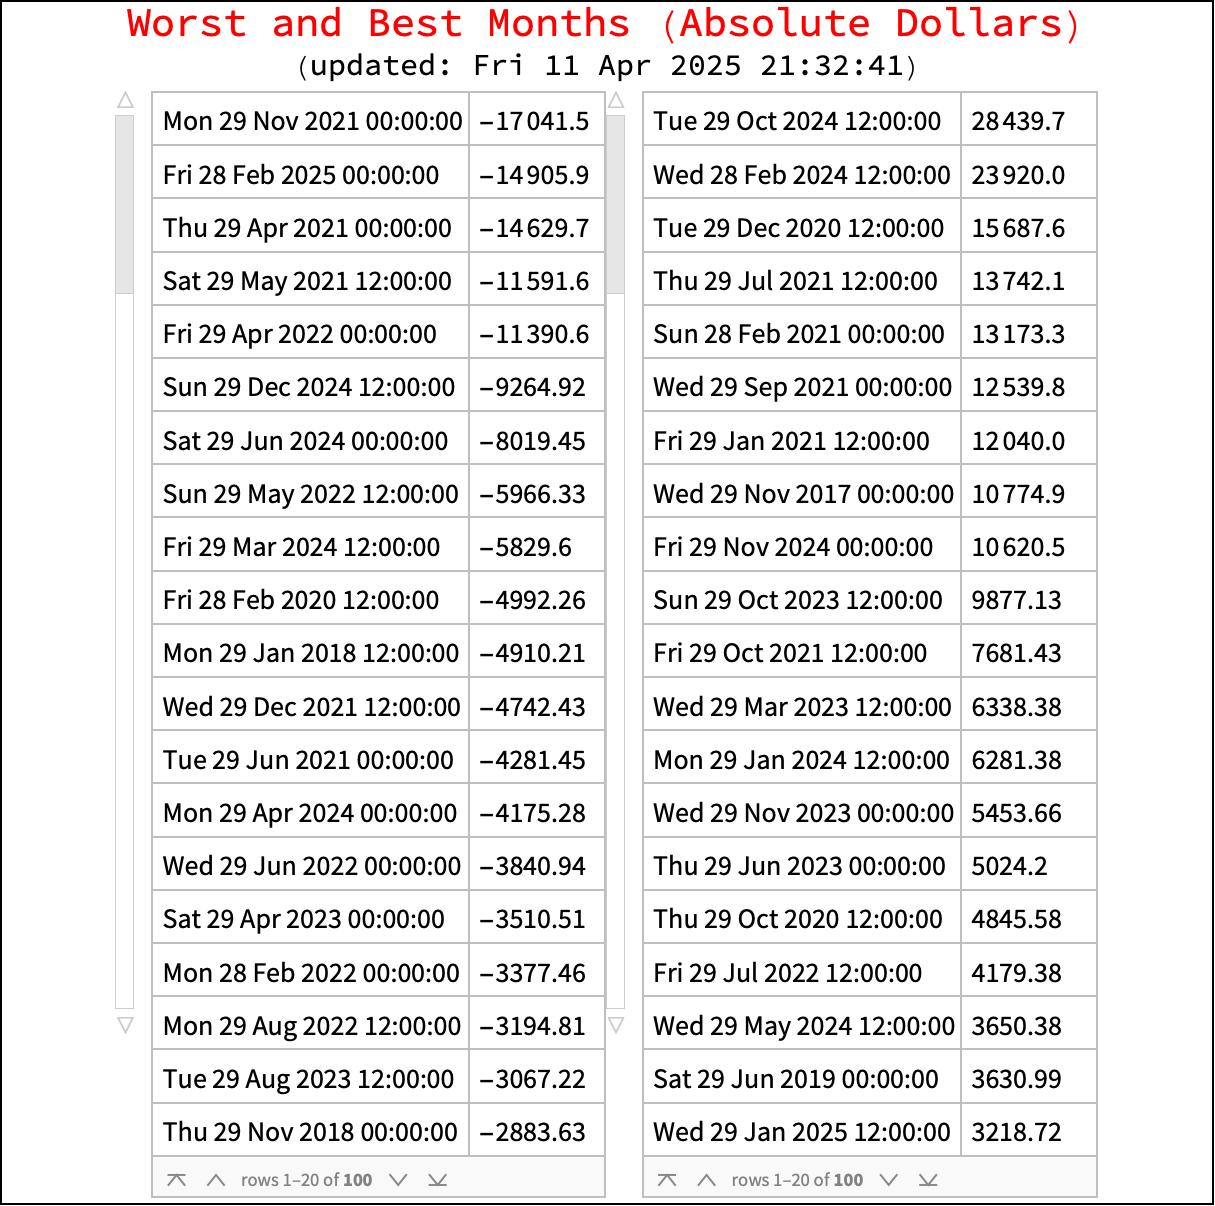 Worst and Best Months (Absolute Dollars)
(updated: Fri 11 Apr 2025 21:32:41)
Mon 29 Nov 2021 00:00:00 −17041.5
Fri 28 Feb 2025 00:00:00 −14905.9
Thu 29 Apr 2021 00:00:00 −14629.7
Sat 29 May 2021 12:00:00 −11591.6
Fri 29 Apr 2022 00:00:00 −11390.6
Sun 29 Dec 2024 12:00:00 −9264.92
Sat 29 Jun 2024 00:00:00 −8019.45
Sun 29 May 2022 12:00:00 −5966.33
Fri 29 Mar 2024 12:00:00 −5829.6
Fri 28 Feb 2020 12:00:00 −4992.26
Mon 29 Jan 2018 12:00:00 −4910.21
Wed 29 Dec 2021 12:00:00 −4742.43
Tue 29 Jun 2021 00:00:00 −4281.45
Mon 29 Apr 2024 00:00:00 −4175.28
Wed 29 Jun 2022 00:00:00 −3840.94
Sat 29 Apr 2023 00:00:00 −3510.51
Mon 28 Feb 2022 00:00:00 −3377.46
Mon 29 Aug 2022 12:00:00 −3194.81
Tue 29 Aug 2023 12:00:00 −3067.22
Thu 29 Nov 2018 00:00:00 −2883.63
rows 1–20 of 100
Tue 29 Oct 2024 12:00:00 28439.7
Wed 28 Feb 2024 12:00:00 23920.0
Tue 29 Dec 2020 12:00:00 15687.6
Thu 29 Jul 2021 12:00:00 13742.1
Sun 28 Feb 2021 00:00:00 13173.3
Wed 29 Sep 2021 00:00:00 12539.8
Fri 29 Jan 2021 12:00:00 12040.0
Wed 29 Nov 2017 00:00:00 10774.9
Fri 29 Nov 2024 00:00:00 10620.5
Sun 29 Oct 2023 12:00:00 9877.13
Fri 29 Oct 2021 12:00:00 7681.43
Wed 29 Mar 2023 12:00:00 6338.38
Mon 29 Jan 2024 12:00:00 6281.38
Wed 29 Nov 2023 00:00:00 5453.66
Thu 29 Jun 2023 00:00:00 5024.2
Thu 29 Oct 2020 12:00:00 4845.58
Fri 29 Jul 2022 12:00:00 4179.38
Wed 29 May 2024 12:00:00 3650.38
Sat 29 Jun 2019 00:00:00 3630.99
Wed 29 Jan 2025 12:00:00 3218.72
rows 1–20 of 100